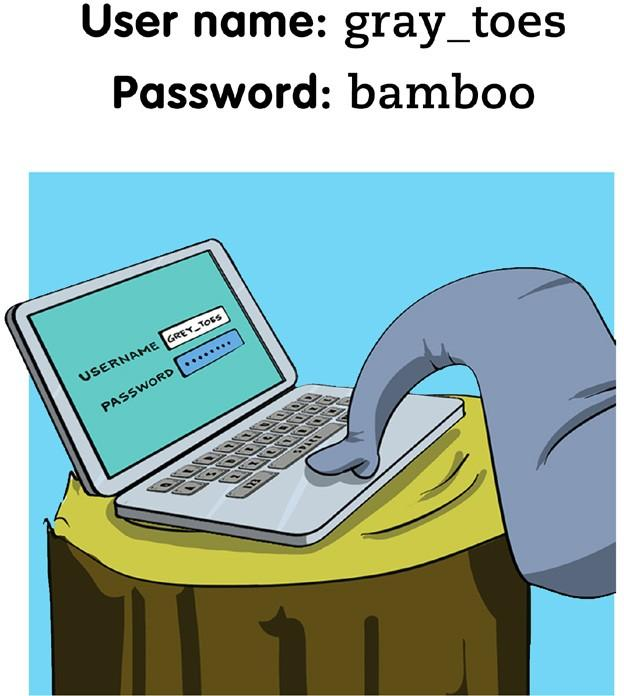 User name: gray_toes
Password: bamboo
USERNAME GREY_TOES
PASSWORD ••••••••